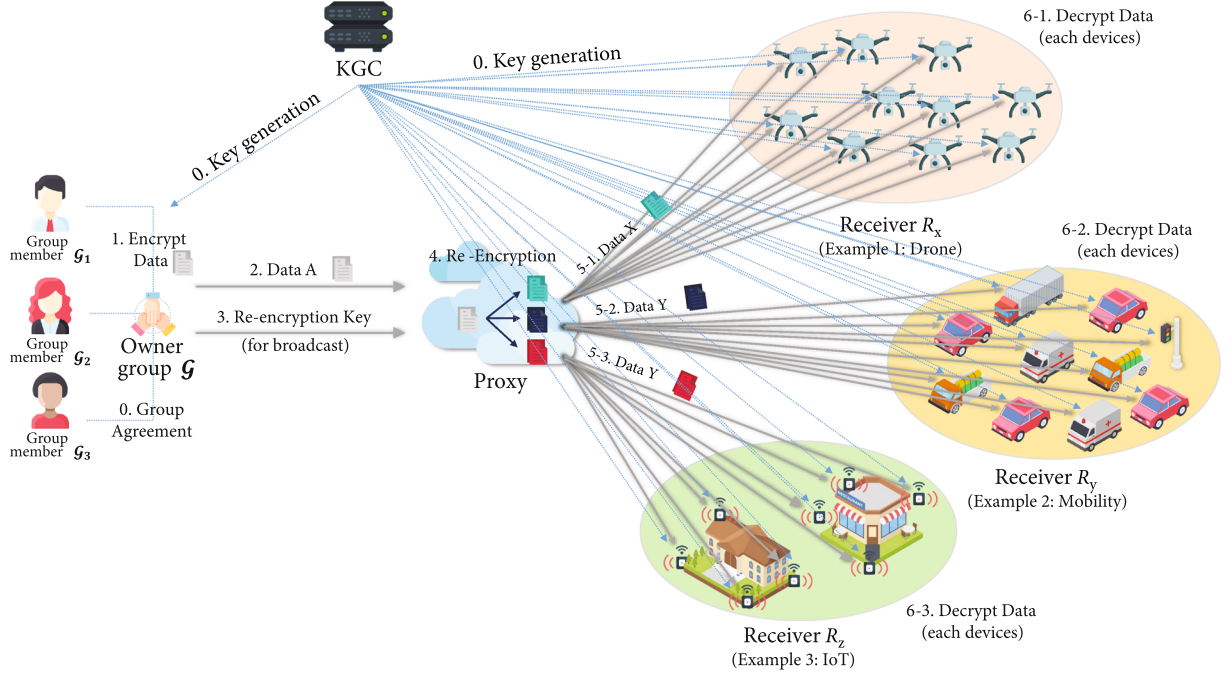 KGC
0. Key generation
0. Key generation
6-1. Decrypt Data
(each devices)
Group
member 𝓖1
1. Encrypt
Data
2. Data A
3. Re-encryption Key
(for broadcast)
Group
member 𝓖2
Owner
group 𝓖
0. Group
Agreement
Group
member 𝓖3
4. Re -Encryption
Proxy
5-1. Data X
5-2. Data Y
5-3. Data Y
Receiver Rx
(Example 1: Drone)
6-2. Decrypt Data
(each devices)
Receiver Ry
(Example 2: Mobility)
6-3. Decrypt Data
(each devices)
Receiver Rz
(Example 3: IoT)